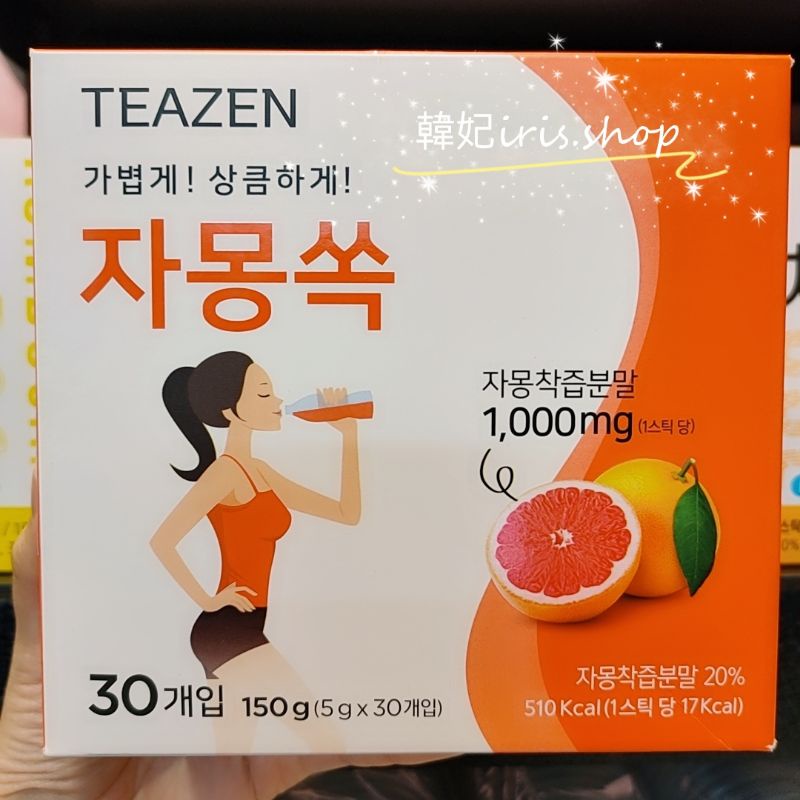 TEAZEN
韓妃iris.shop
가볍게! 상큼하게!
자몽쏙
자몽착즙분말
1,000mg (1스틱 당)
30개입 150g (5g x 30개입)
자몽착즙분말 20%
510 Kcal (1스틱 당 17Kcal)